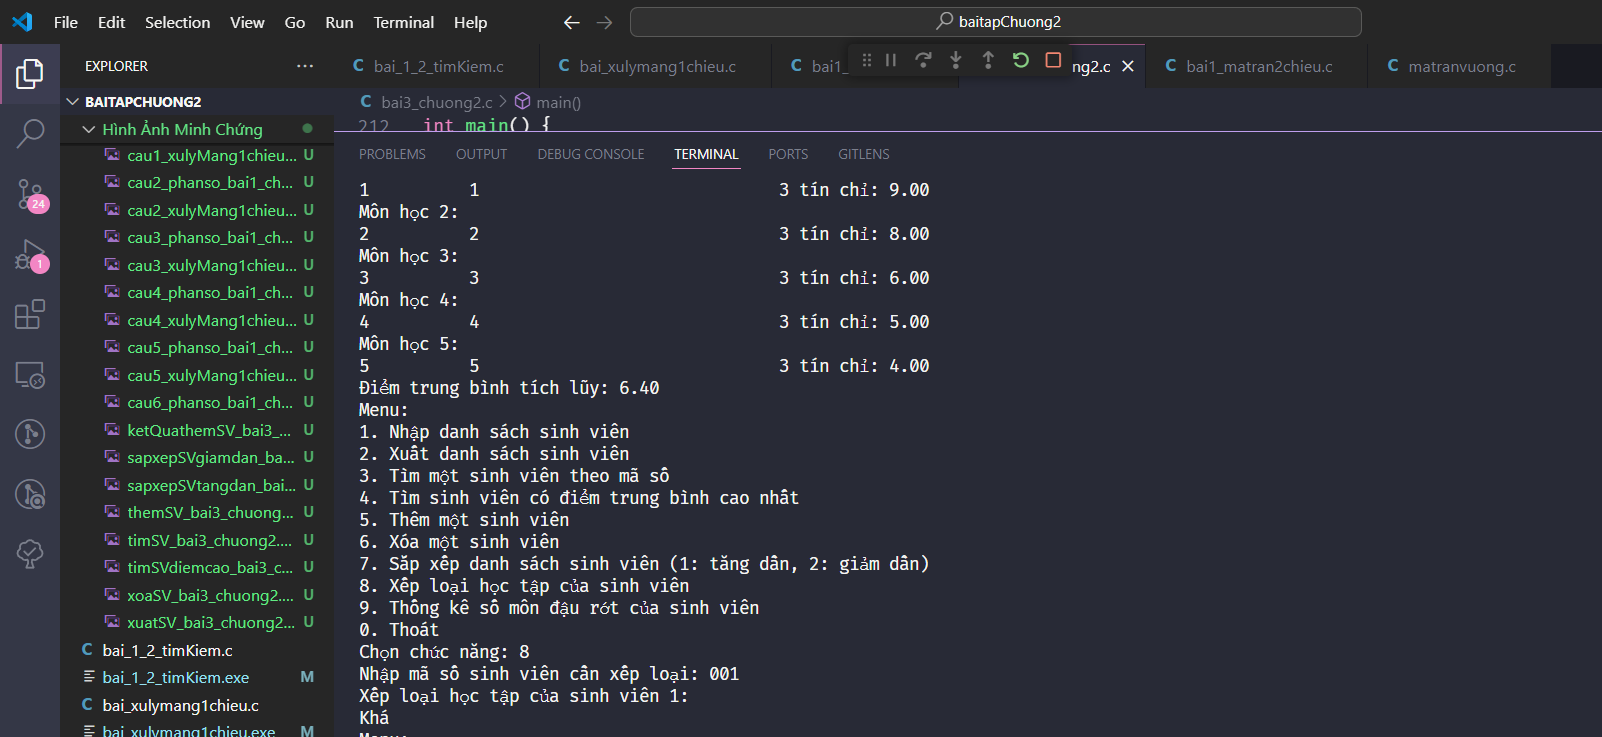 File Edit Selection View Go Run Terminal Help
baitapChuong2
EXPLORER
bai_1_2_timKiem.c
bai_xulymang1chieu.c
bai1_
ng2.c
bai1_matran2chieu.c
matranvuong.c
BAITAPCHUONG2
bai3_chuong2.c > main()
Hình Ảnh Minh Chứng
212 int main() {
cau1_xulyMang1chieu... U
cau2_phanso_bai1_ch... U
cau2_xulyMang1chieu... U
cau3_phanso_bai1_ch... U
cau3_xulyMang1chieu... U
cau4_phanso_bai1_ch... U
cau4_xulyMang1chieu... U
cau5_phanso_bai1_ch... U
cau5_xulyMang1chieu... U
cau6_phanso_bai1_ch... U
ketQuathemSV_bai3_... U
sapxepSVgiamdan_ba... U
sapxepSVtangdan_bai... U
themSV_bai3_chuong... U
timSV_bai3_chuong2.... U
timSVdiemcao_bai3_c... U
xoaSV_bai3_chuong2.... U
xuatSV_bai3_chuong2... U
bai_1_2_timKiem.c
bai_1_2_timKiem.exe M
bai_xulymang1chieu.c
bai_xulymang1chieu.exe M
24
1
PROBLEMS OUTPUT DEBUG CONSOLE TERMINAL PORTS GITLENS
1 1 3 tín chỉ: 9.00
Môn học 2:
2 2 3 tín chỉ: 8.00
Môn học 3:
3 3 3 tín chỉ: 6.00
Môn học 4:
4 4 3 tín chỉ: 5.00
Môn học 5:
5 5 3 tín chỉ: 4.00
Điểm trung bình tích lũy: 6.40
Menu:
1. Nhập danh sách sinh viên
2. Xuất danh sách sinh viên
3. Tìm một sinh viên theo mã số
4. Tìm sinh viên có điểm trung bình cao nhất
5. Thêm một sinh viên
6. Xóa một sinh viên
7. Sắp xếp danh sách sinh viên (1: tăng dần, 2: giảm dần)
8. Xếp loại học tập của sinh viên
9. Thống kê số môn đậu rớt của sinh viên
0. Thoát
Chọn chức năng: 8
Nhập mã số sinh viên cần xếp loại: 001
Xếp loại học tập của sinh viên 1:
Khá
Menu: